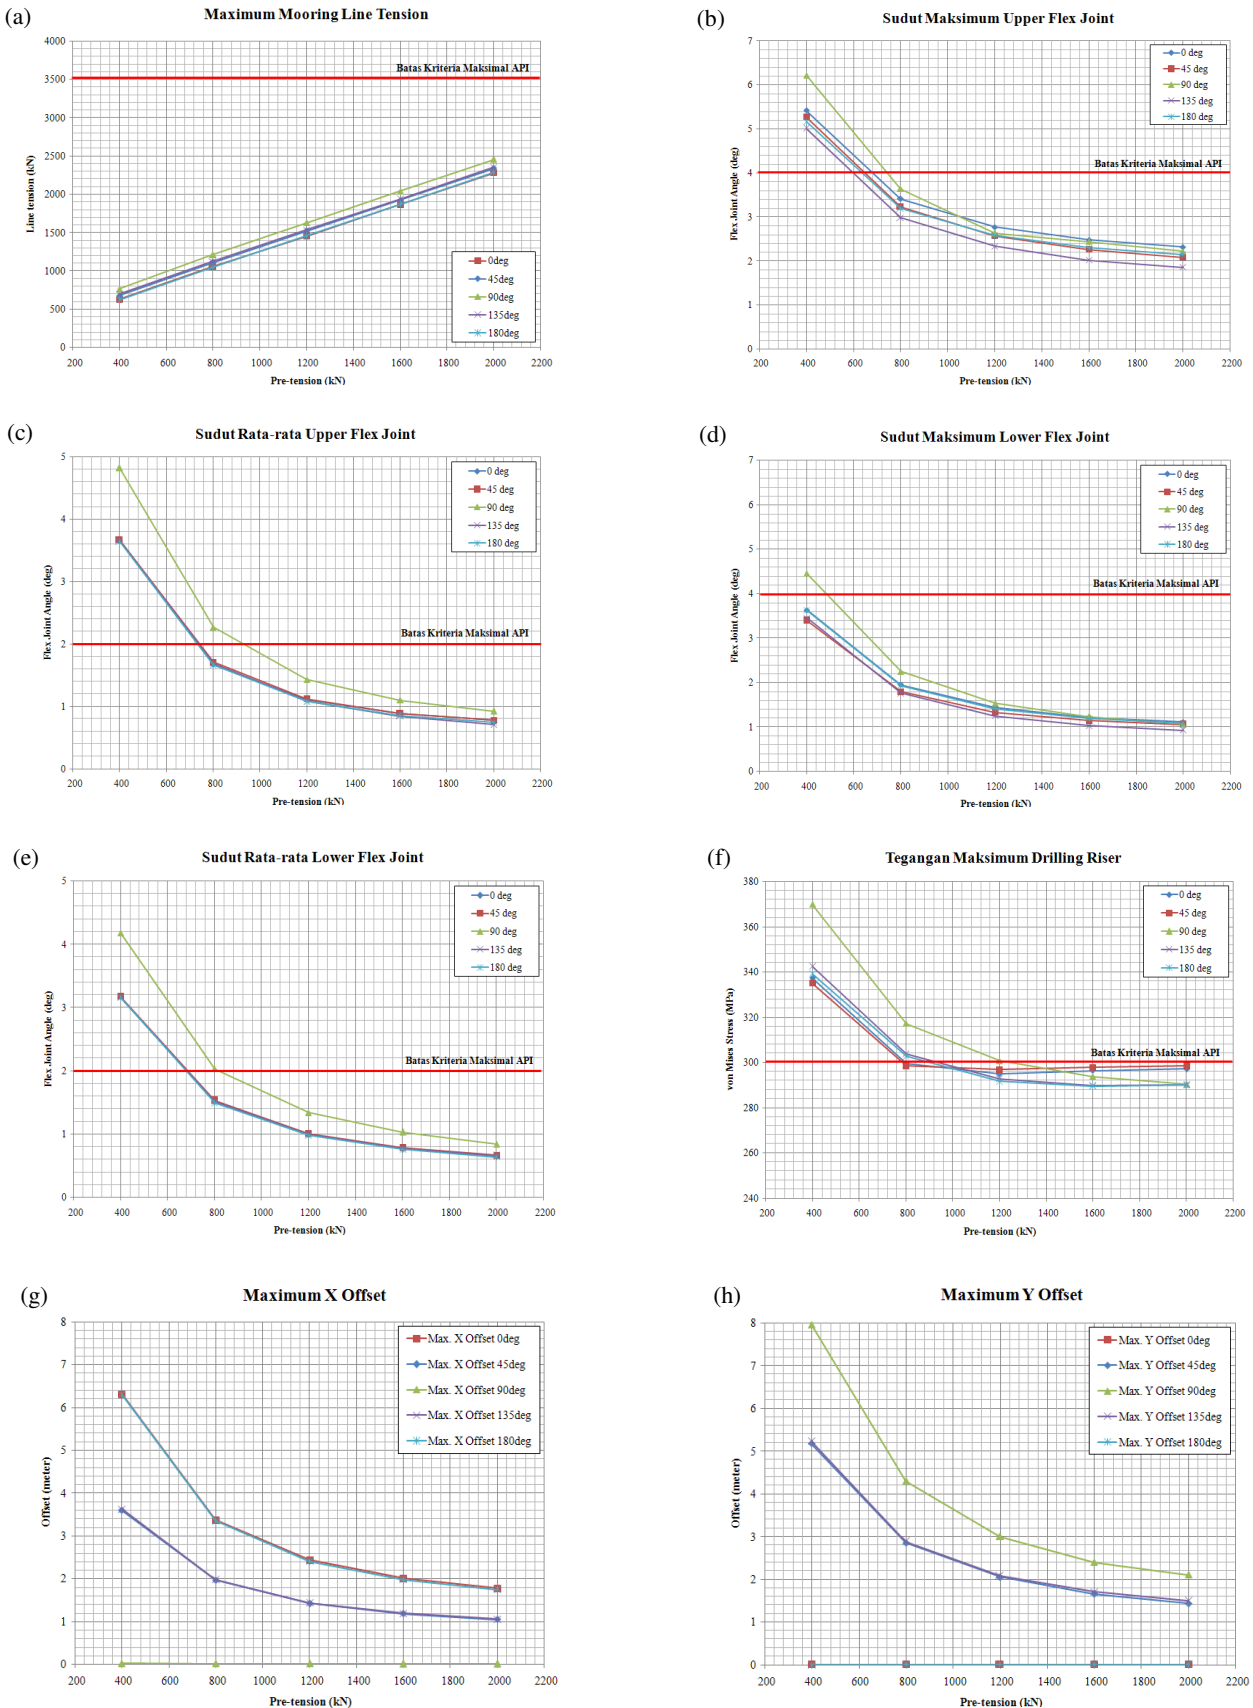 (a)
Maximum Mooring Line Tension
4000
3500
3000
2500
2000
1500
1000
500
0
Line tension (kN)
Batas Kriteria Maksimal API
0deg
45deg
90deg
135deg
180deg
200 400 600 800 1000 1200 1400 1600 1800 2000 2200
Pre-tension (kN)
(b)
Sudut Maksimum Upper Flex Joint
7
6
5
4
3
2
1
0
Flex Joint Angle (deg)
0 deg
45 deg
90 deg
135 deg
180 deg
Batas Kriteria Maksimal API
200 400 600 800 1000 1200 1400 1600 1800 2000 2200
Pre-tension (kN)
(c)
Sudut Rata-rata Upper Flex Joint
5
4
3
2
1
0
Flex Joint Angle (deg)
0 deg
45 deg
90 deg
135 deg
180 deg
Batas Kriteria Maksimal API
200 400 600 800 1000 1200 1400 1600 1800 2000 2200
Pre-tension (kN)
(d)
Sudut Maksimum Lower Flex Joint
7
6
5
4
3
2
1
0
Flex Joint Angle (deg)
0 deg
45 deg
90 deg
135 deg
180 deg
Batas Kriteria Maksimal API
200 400 600 800 1000 1200 1400 1600 1800 2000 2200
Pre-tension (kN)
(e)
Sudut Rata-rata Lower Flex Joint
5
4
3
2
1
0
Flex Joint Angle (deg)
0 deg
45 deg
90 deg
135 deg
180 deg
Batas Kriteria Maksimal API
200 400 600 800 1000 1200 1400 1600 1800 2000 2200
Pre-tension (kN)
(f)
Tegangan Maksimum Drilling Riser
380
360
340
320
300
280
260
240
von Mises Stress (MPa)
0 deg
45 deg
90 deg
135 deg
180 deg
Batas Kriteria Maksimal API
200 400 600 800 1000 1200 1400 1600 1800 2000 2200
Pre-tension (kN)
(g)
Maximum X Offset
8
7
6
5
4
3
2
1
0
Offset (meter)
Max. X Offset 0deg
Max. X Offset 45deg
Max. X Offset 90deg
Max. X Offset 135deg
Max. X Offset 180deg
200 400 600 800 1000 1200 1400 1600 1800 2000 2200
Pre-tension (kN)
(h)
Maximum Y Offset
8
7
6
5
4
3
2
1
0
Offset (meter)
Max. Y Offset 0deg
Max. Y Offset 45deg
Max. Y Offset 90deg
Max. Y Offset 135deg
Max. Y Offset 180deg
200 400 600 800 1000 1200 1400 1600 1800 2000 2200
Pre-tension (kN)